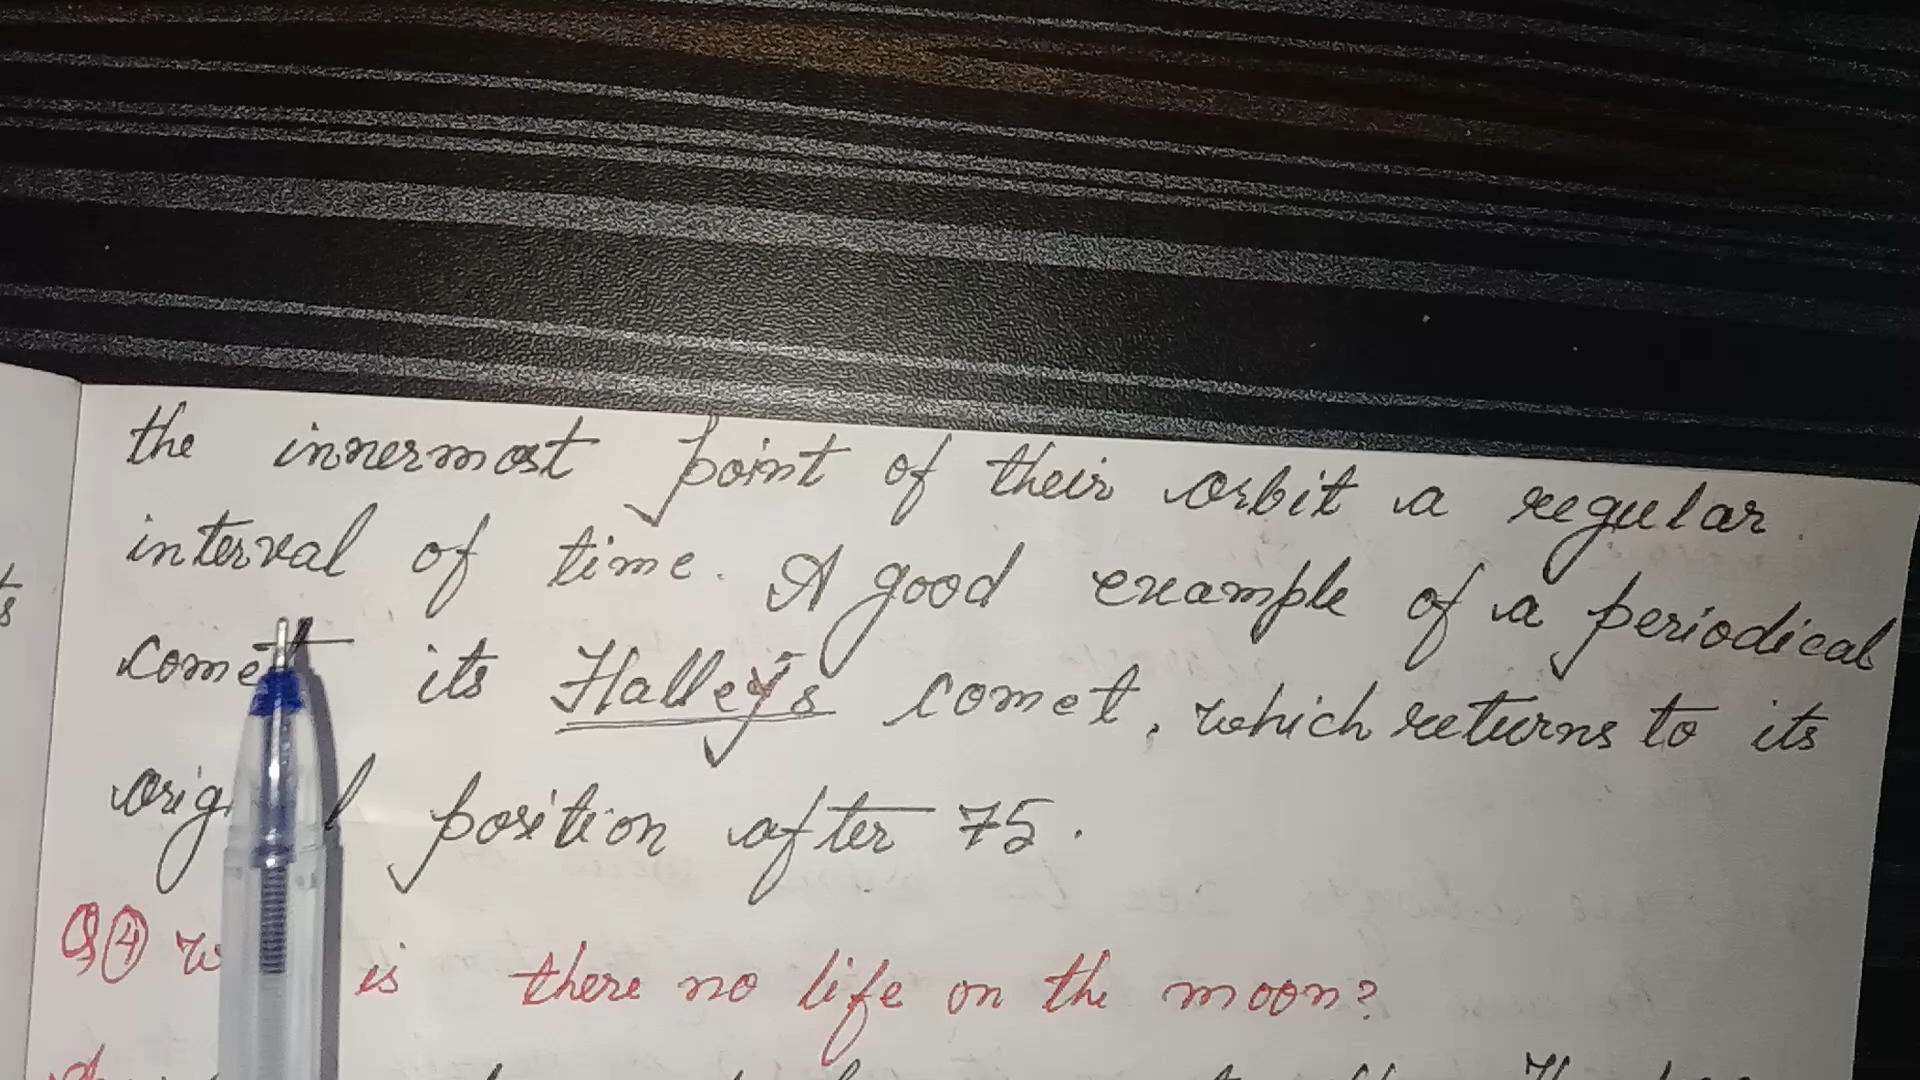 the innermost point of their orbit a regular
interval of time. A good example of a periodical
comet its Halley's comet, which returns to its
position after 75.
Q④ is there no life on the moon?